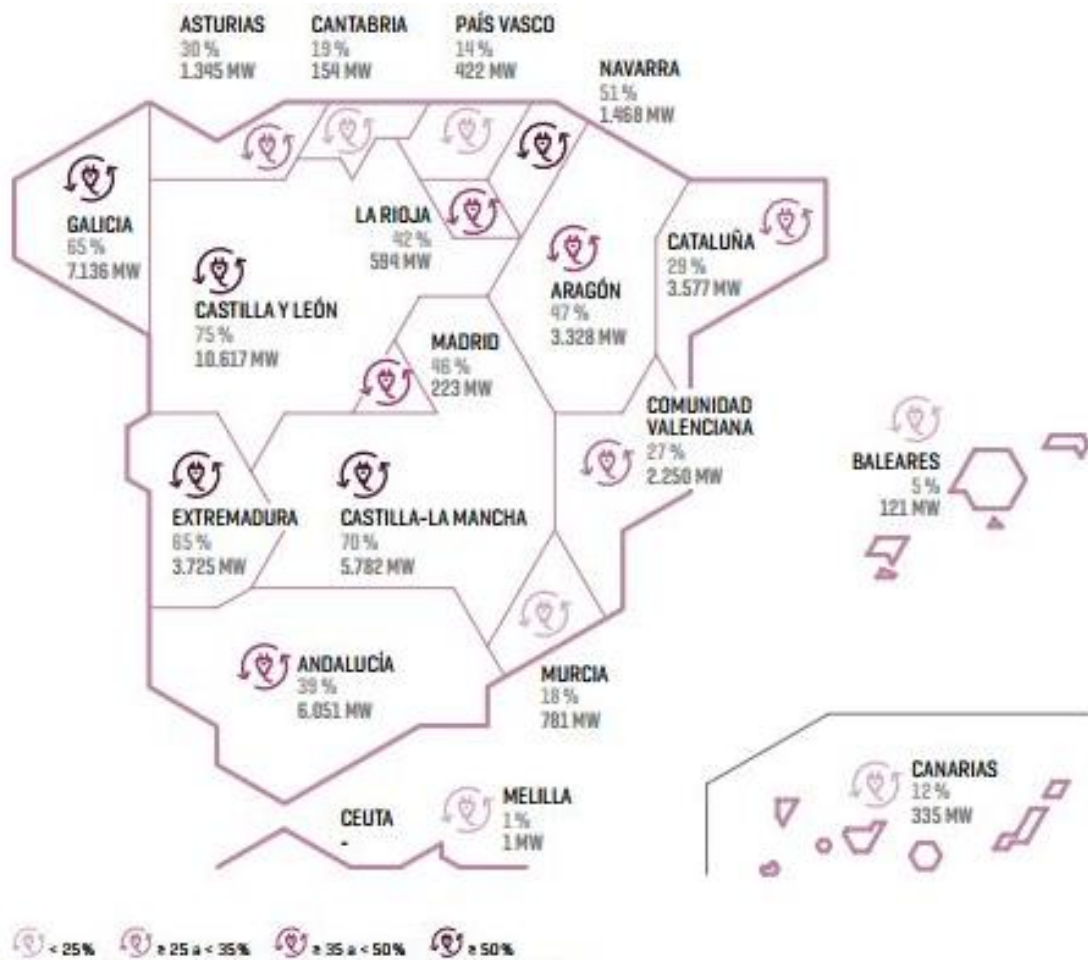 ASTURIAS
30 %
1.345 MW
CANTABRIA
19 %
154 MW
PAÍS VASCO
14 %
422 MW
NAVARRA
51 %
1.468 MW
GALICIA
65 %
7.136 MW
LA RIOJA
42 %
594 MW
CATALUÑA
29 %
3.577 MW
CASTILLA Y LEÓN
75 %
10.617 MW
ARAGÓN
47 %
3.328 MW
MADRID
46 %
223 MW
COMUNIDAD
VALENCIANA
27 %
2.250 MW
BALEARES
5 %
121 MW
EXTREMADURA
65 %
3.725 MW
CASTILLA-LA MANCHA
70 %
5.782 MW
ANDALUCÍA
39 %
6.051 MW
MURCIA
18 %
781 MW
CEUTA
-
MELILLA
1 %
1 MW
CANARIAS
12 %
335 MW
< 25% ≥ 25 a < 35% ≥ 35 a < 50% ≥ 50%